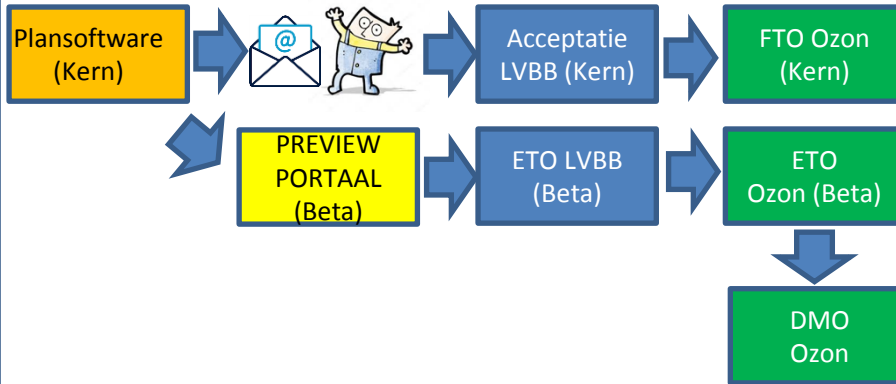 Plansoftware
(Kern)
@
Acceptatie
LVBB (Kern)
FTO Ozon
(Kern)
PREVIEW
PORTAAL
(Beta)
ETO LVBB
(Beta)
ETO
Ozon (Beta)
DMO
Ozon